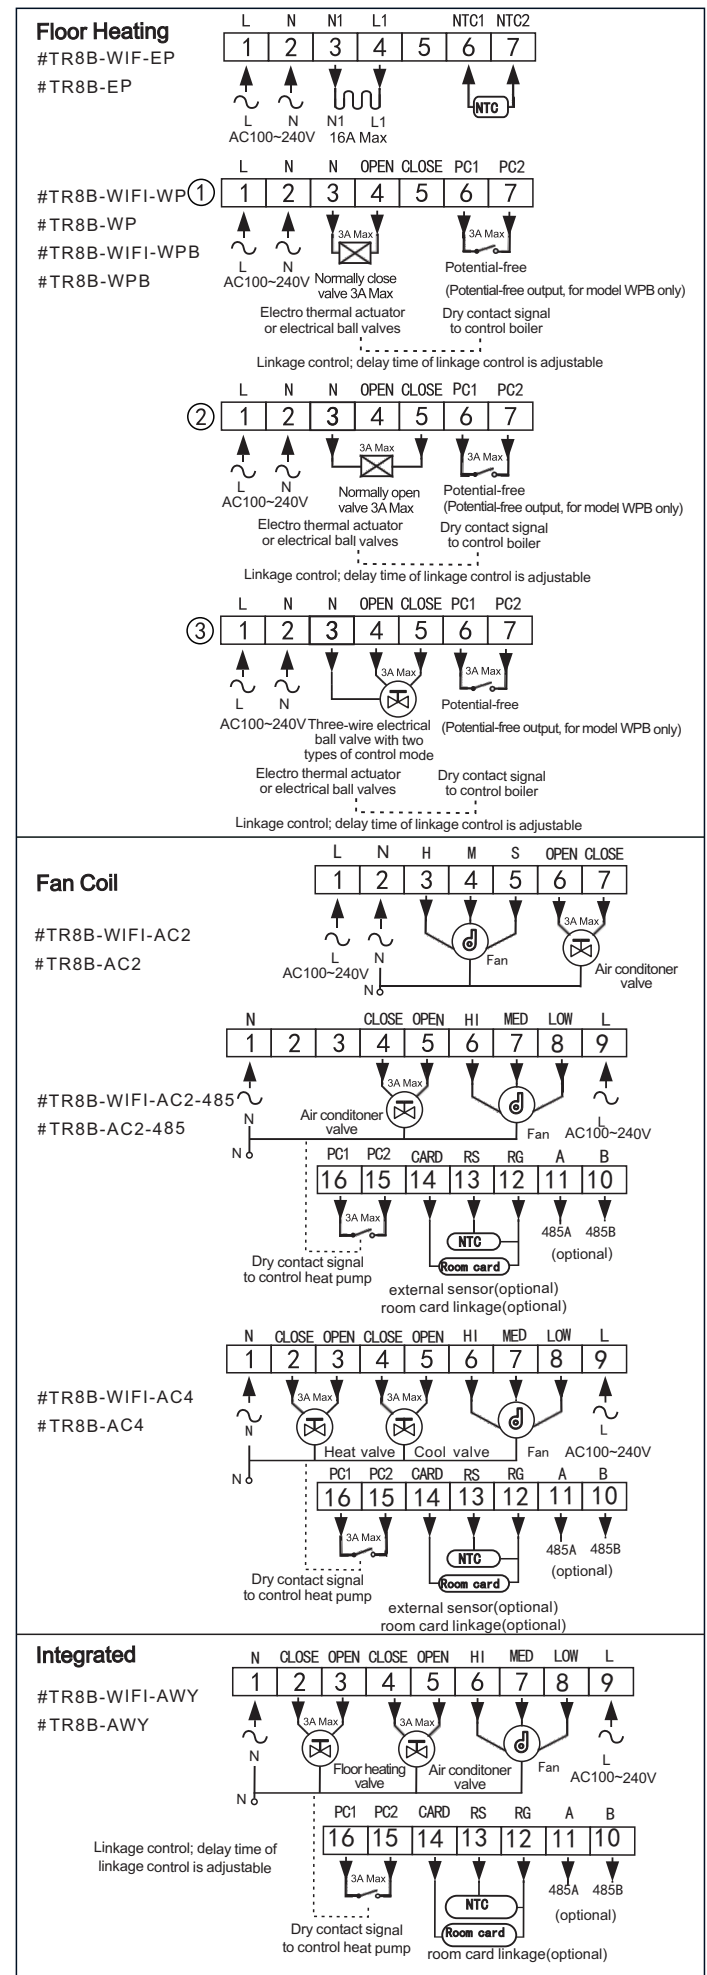 Floor Heating
#TR8B-WIF-EP
#TR8B-EP
L N N1 L1 NTC1 NTC2
1 2 3 4 5 6 7
NTC
L N N1 L1
AC100~240V 16A Max
#TR8B-WIFI-WP
#TR8B-WP
#TR8B-WIFI-WPB
#TR8B-WPB
①
L N N OPEN CLOSE PC1 PC2
1 2 3 4 5 6 7
3A Max 3A Max
L N
AC100~240V
Normally close
valve 3A Max
Potential-free
(Potential-free output, for model WPB only)
Electro thermal actuator
or electrical ball valves
Dry contact signal
to control boiler
Linkage control; delay time of linkage control is adjustable
②
L N N OPEN CLOSE PC1 PC2
1 2 3 4 5 6 7
3A Max 3A Max
L N
AC100~240V
Normally open
valve 3A Max
Potential-free
(Potential-free output, for model WPB only)
Electro thermal actuator
or electrical ball valves
Dry contact signal
to control boiler
Linkage control; delay time of linkage control is adjustable
③
L N N OPEN CLOSE PC1 PC2
1 2 3 4 5 6 7
3A Max 3A Max
L N
AC100~240V
Three-wire electrical
ball valve with two
types of control mode
Potential-free
(Potential-free output, for model WPB only)
Electro thermal actuator
or electrical ball valves
Dry contact signal
to control boiler
Linkage control; delay time of linkage control is adjustable
Fan Coil
#TR8B-WIFI-AC2
#TR8B-AC2
L N H M S OPEN CLOSE
1 2 3 4 5 6 7
3A Max
L N
AC100~240V
Fan
Air conditoner
valve
N
#TR8B-WIFI-AC2-485
#TR8B-AC2-485
N CLOSE OPEN HI MED LOW L
1 2 3 4 5 6 7 8 9
3A Max
N
Air conditoner
valve
Fan
L
AC100~240V
N
PC1 PC2 CARD RS RG A B
16 15 14 13 12 11 10
3A Max
NTC
Room card
485A 485B
(optional)
Dry contact signal
to control heat pump
external sensor(optional)
room card linkage(optional)
#TR8B-WIFI-AC4
#TR8B-AC4
N CLOSE OPEN CLOSE OPEN HI MED LOW L
1 2 3 4 5 6 7 8 9
3A Max 3A Max
N L
Heat valve Cool valve Fan AC100~240V
N
PC1 PC2 CARD RS RG A B
16 15 14 13 12 11 10
3A Max
NTC
Room card
485A 485B
(optional)
Dry contact signal
to control heat pump
external sensor(optional)
room card linkage(optional)
Integrated
#TR8B-WIFI-AWY
#TR8B-AWY
N CLOSE OPEN CLOSE OPEN HI MED LOW L
1 2 3 4 5 6 7 8 9
3A Max 3A Max
N
Floor heating
valve
Air conditoner
valve
Fan
L
AC100~240V
N
PC1 PC2 CARD RS RG A B
16 15 14 13 12 11 10
Linkage control; delay time of
linkage control is adjustable
3A Max
NTC
Room card
485A 485B
(optional)
Dry contact signal
to control heat pump
room card linkage(optional)